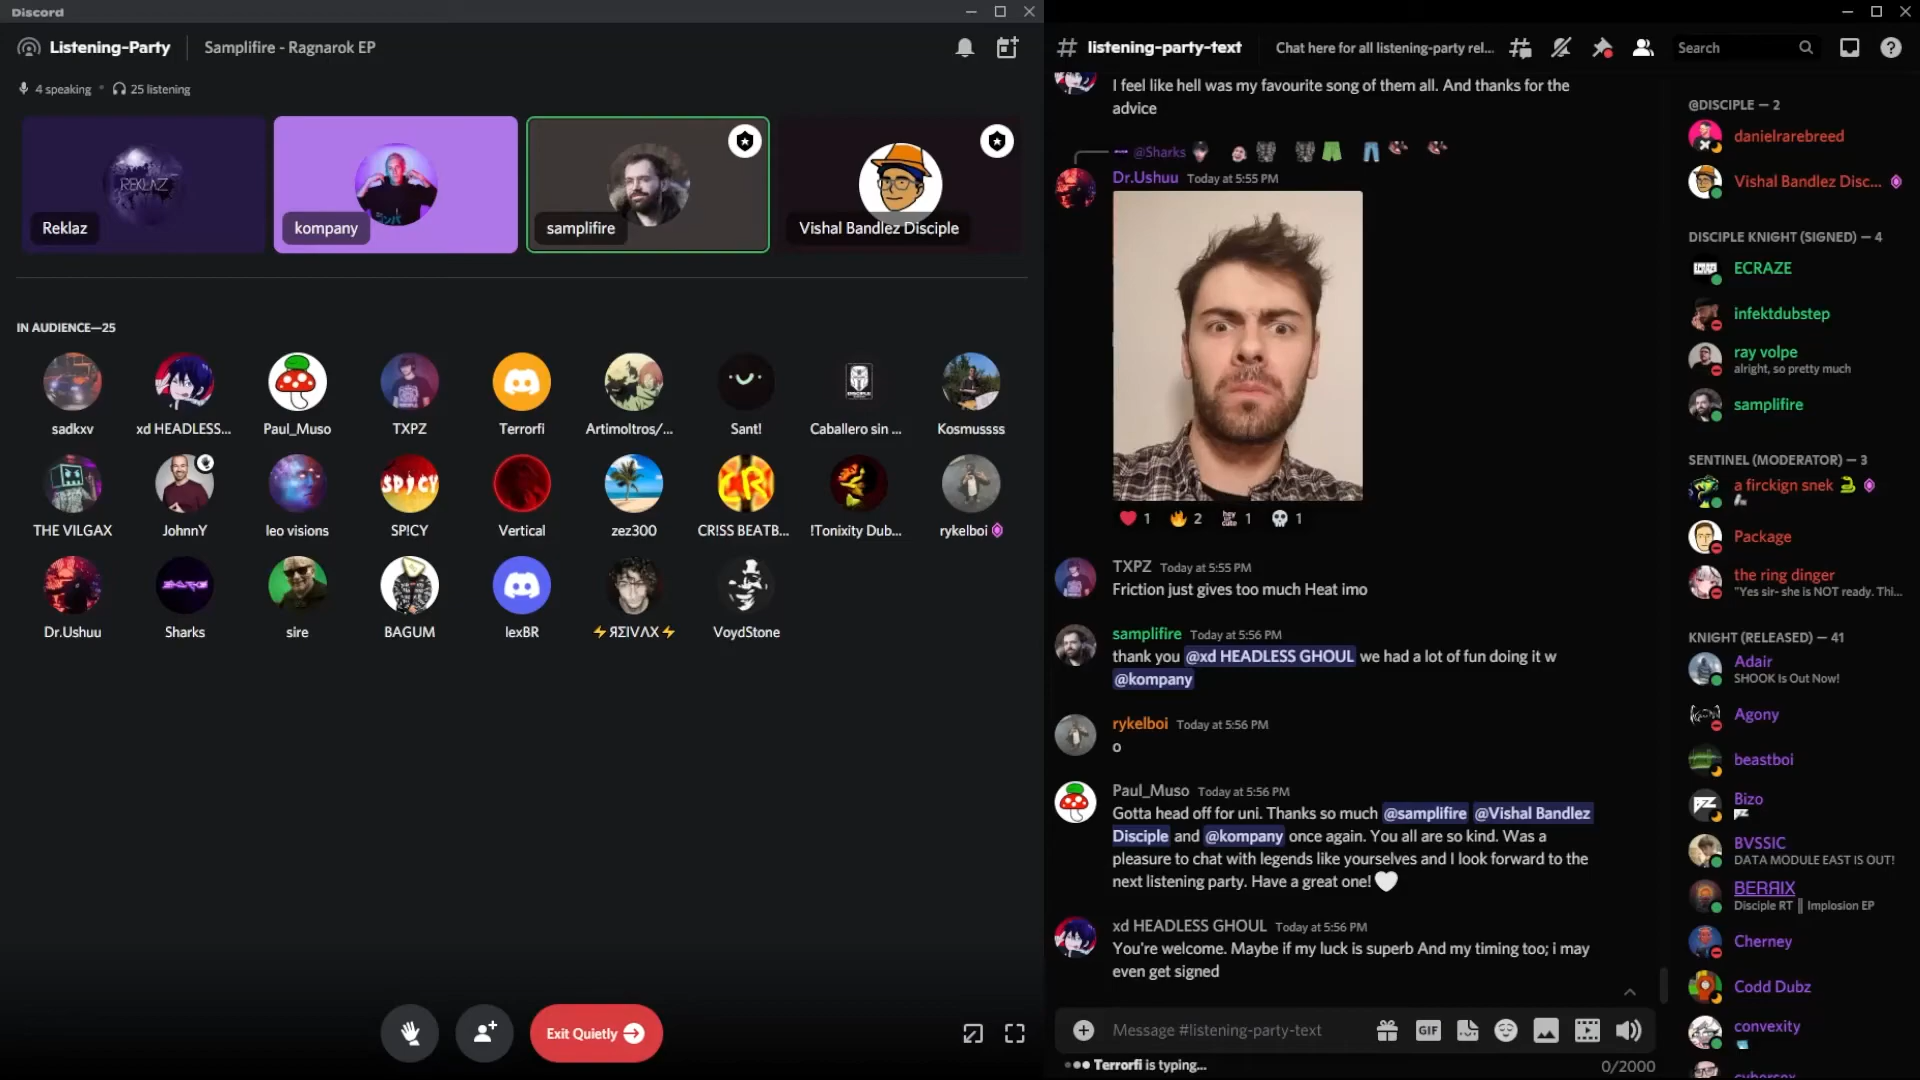 Discord
Listening-Party
Samplifire - Ragnarok EP
4 speaking
25 listening
REKLAZ
Reklaz
kompany
samplifire
Vishal Bandlez Disciple
IN AUDIENCE—25
sadkxv
xd HEADLESS...
Paul_Muso
TXPZ
Terrorfi
Artimoltros/...
Sant!
Caballero sin ...
Kosmussss
THE VILGAX
JohnnY
leo visions
SPICY
SP!CY
Vertical
zez300
CR
CR!SS BEATB...
!Tonixity Dub...
rykelboi
Dr.Ushuu
Sharks
sire
BAGUM
lexBR
⚡ЯΣIVΛX⚡
VoydStone
Exit Quietly
listening-party-text
Chat here for all listening-party rel...
Search
I feel like hell was my favourite song of them all. And thanks for the
advice
@Sharks
Dr.Ushuu Today at 5:55 PM
1
2
1
1
TXPZ Today at 5:55 PM
Friction just gives too much Heat imo
samplifire Today at 5:56 PM
thank you @xd HEADLESS GHOUL we had a lot of fun doing it w
@kompany
rykelboi Today at 5:56 PM
o
Paul_Muso Today at 5:56 PM
Gotta head off for uni. Thanks so much @samplifire @Vishal Bandlez
Disciple and @kompany once again. You all are so kind. Was a
pleasure to chat with legends like yourselves and I look forward to the
next listening party. Have a great one!
xd HEADLESS GHOUL Today at 5:56 PM
You're welcome. Maybe if my luck is superb And my timing too; i may
even get signed
Message #listening-party-text
GIF
Terrorfi is typing...
0/2000
@DISCIPLE — 2
danielrarebreed
Vishal Bandlez Disc...
DISCIPLE KNIGHT (SIGNED) — 4
ECRAZE
infektdubstep
ray volpe
alright, so pretty much
samplifire
SENTINEL (MODERATOR) — 3
a firckign snek
Package
the ring dinger
"Yes sir- she is NOT ready. Thi...
KNIGHT (RELEASED) — 41
Adair
SHOOK Is Out Now!
Agony
beastboi
Bizo
BVSSIC
DATA MODULE EAST IS OUT!
BEЯЯIX
Disciple RT ║ Implosion EP
Cherney
Codd Dubz
convexity